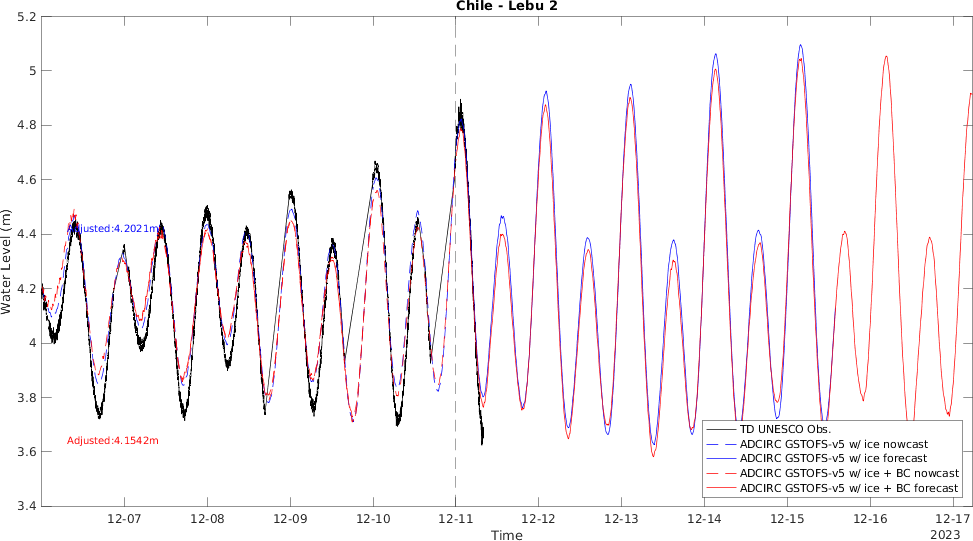 Chile - Lebu 2
Water Level (m)
5.2
5
4.8
4.6
4.4
4.2
4
3.8
3.6
3.4
Adjusted:4.2021m
Adjusted:4.1542m
TD UNESCO Obs.
ADCIRC GSTOFS-v5 w/ ice nowcast
ADCIRC GSTOFS-v5 w/ ice forecast
ADCIRC GSTOFS-v5 w/ ice + BC nowcast
ADCIRC GSTOFS-v5 w/ ice + BC forecast
12-07 12-08 12-09 12-10 12-11 12-12 12-13 12-14 12-15 12-16 12-17
Time
2023